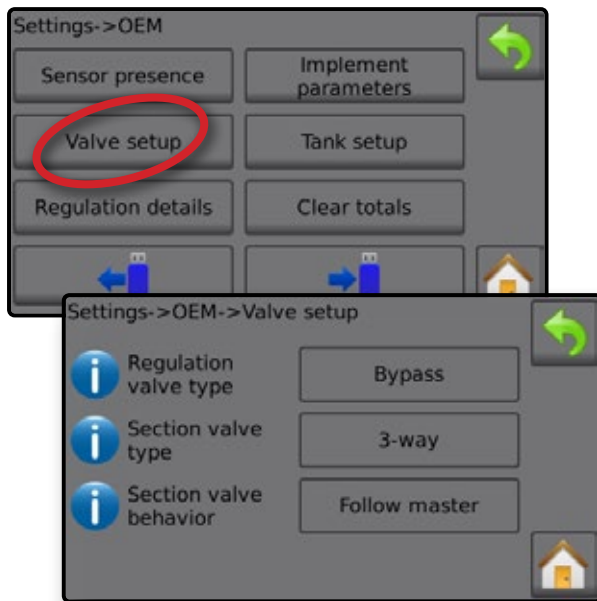 Settings->OEM
Sensor presence
Implement
parameters
Valve setup
Tank setup
Regulation details
Clear totals
Settings->OEM->Valve setup
Regulation
valve type
Bypass
Section valve
type
3-way
Section valve
behavior
Follow master